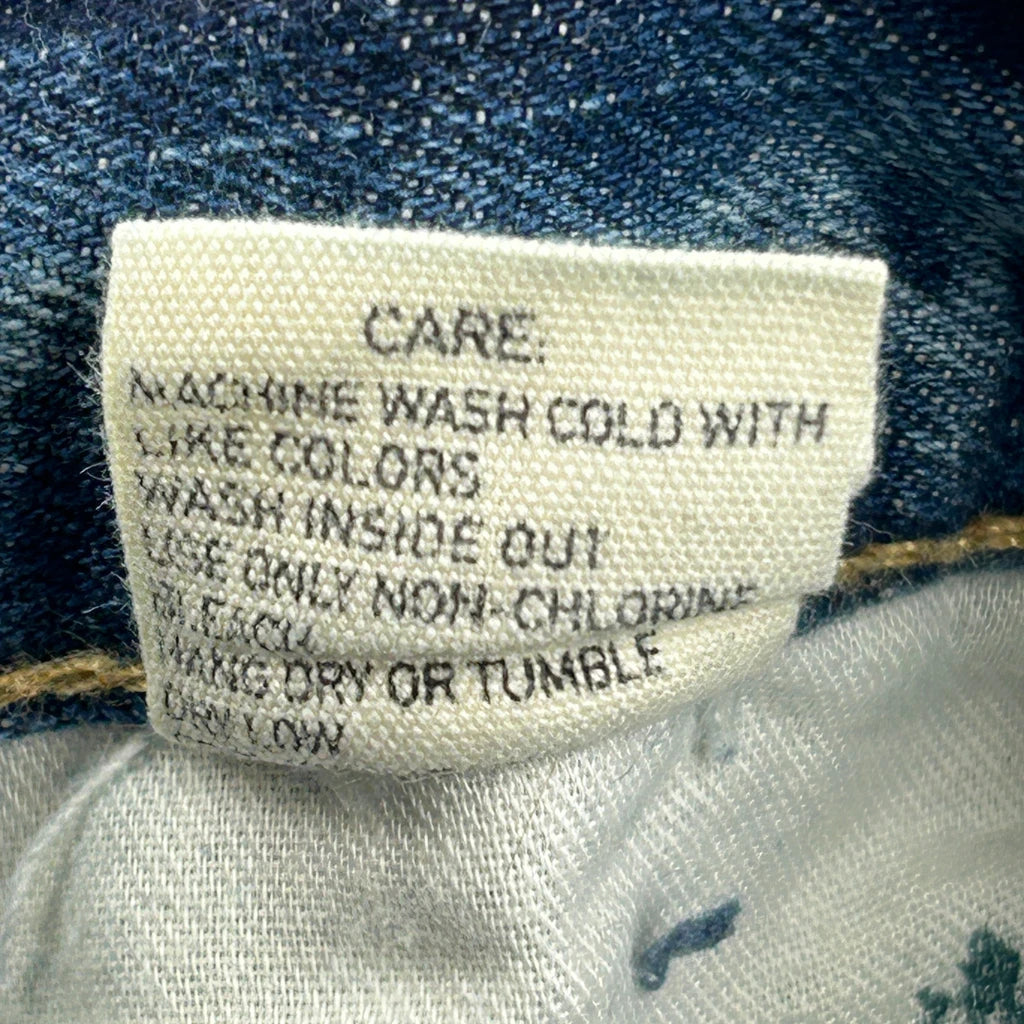 CARE:
MACHINE WASH COLD WITH
LIKE COLORS
WASH INSIDE OUT
USE ONLY NON-CHLORINE
BLEACH
HANG DRY OR TUMBLE
DRY LOW